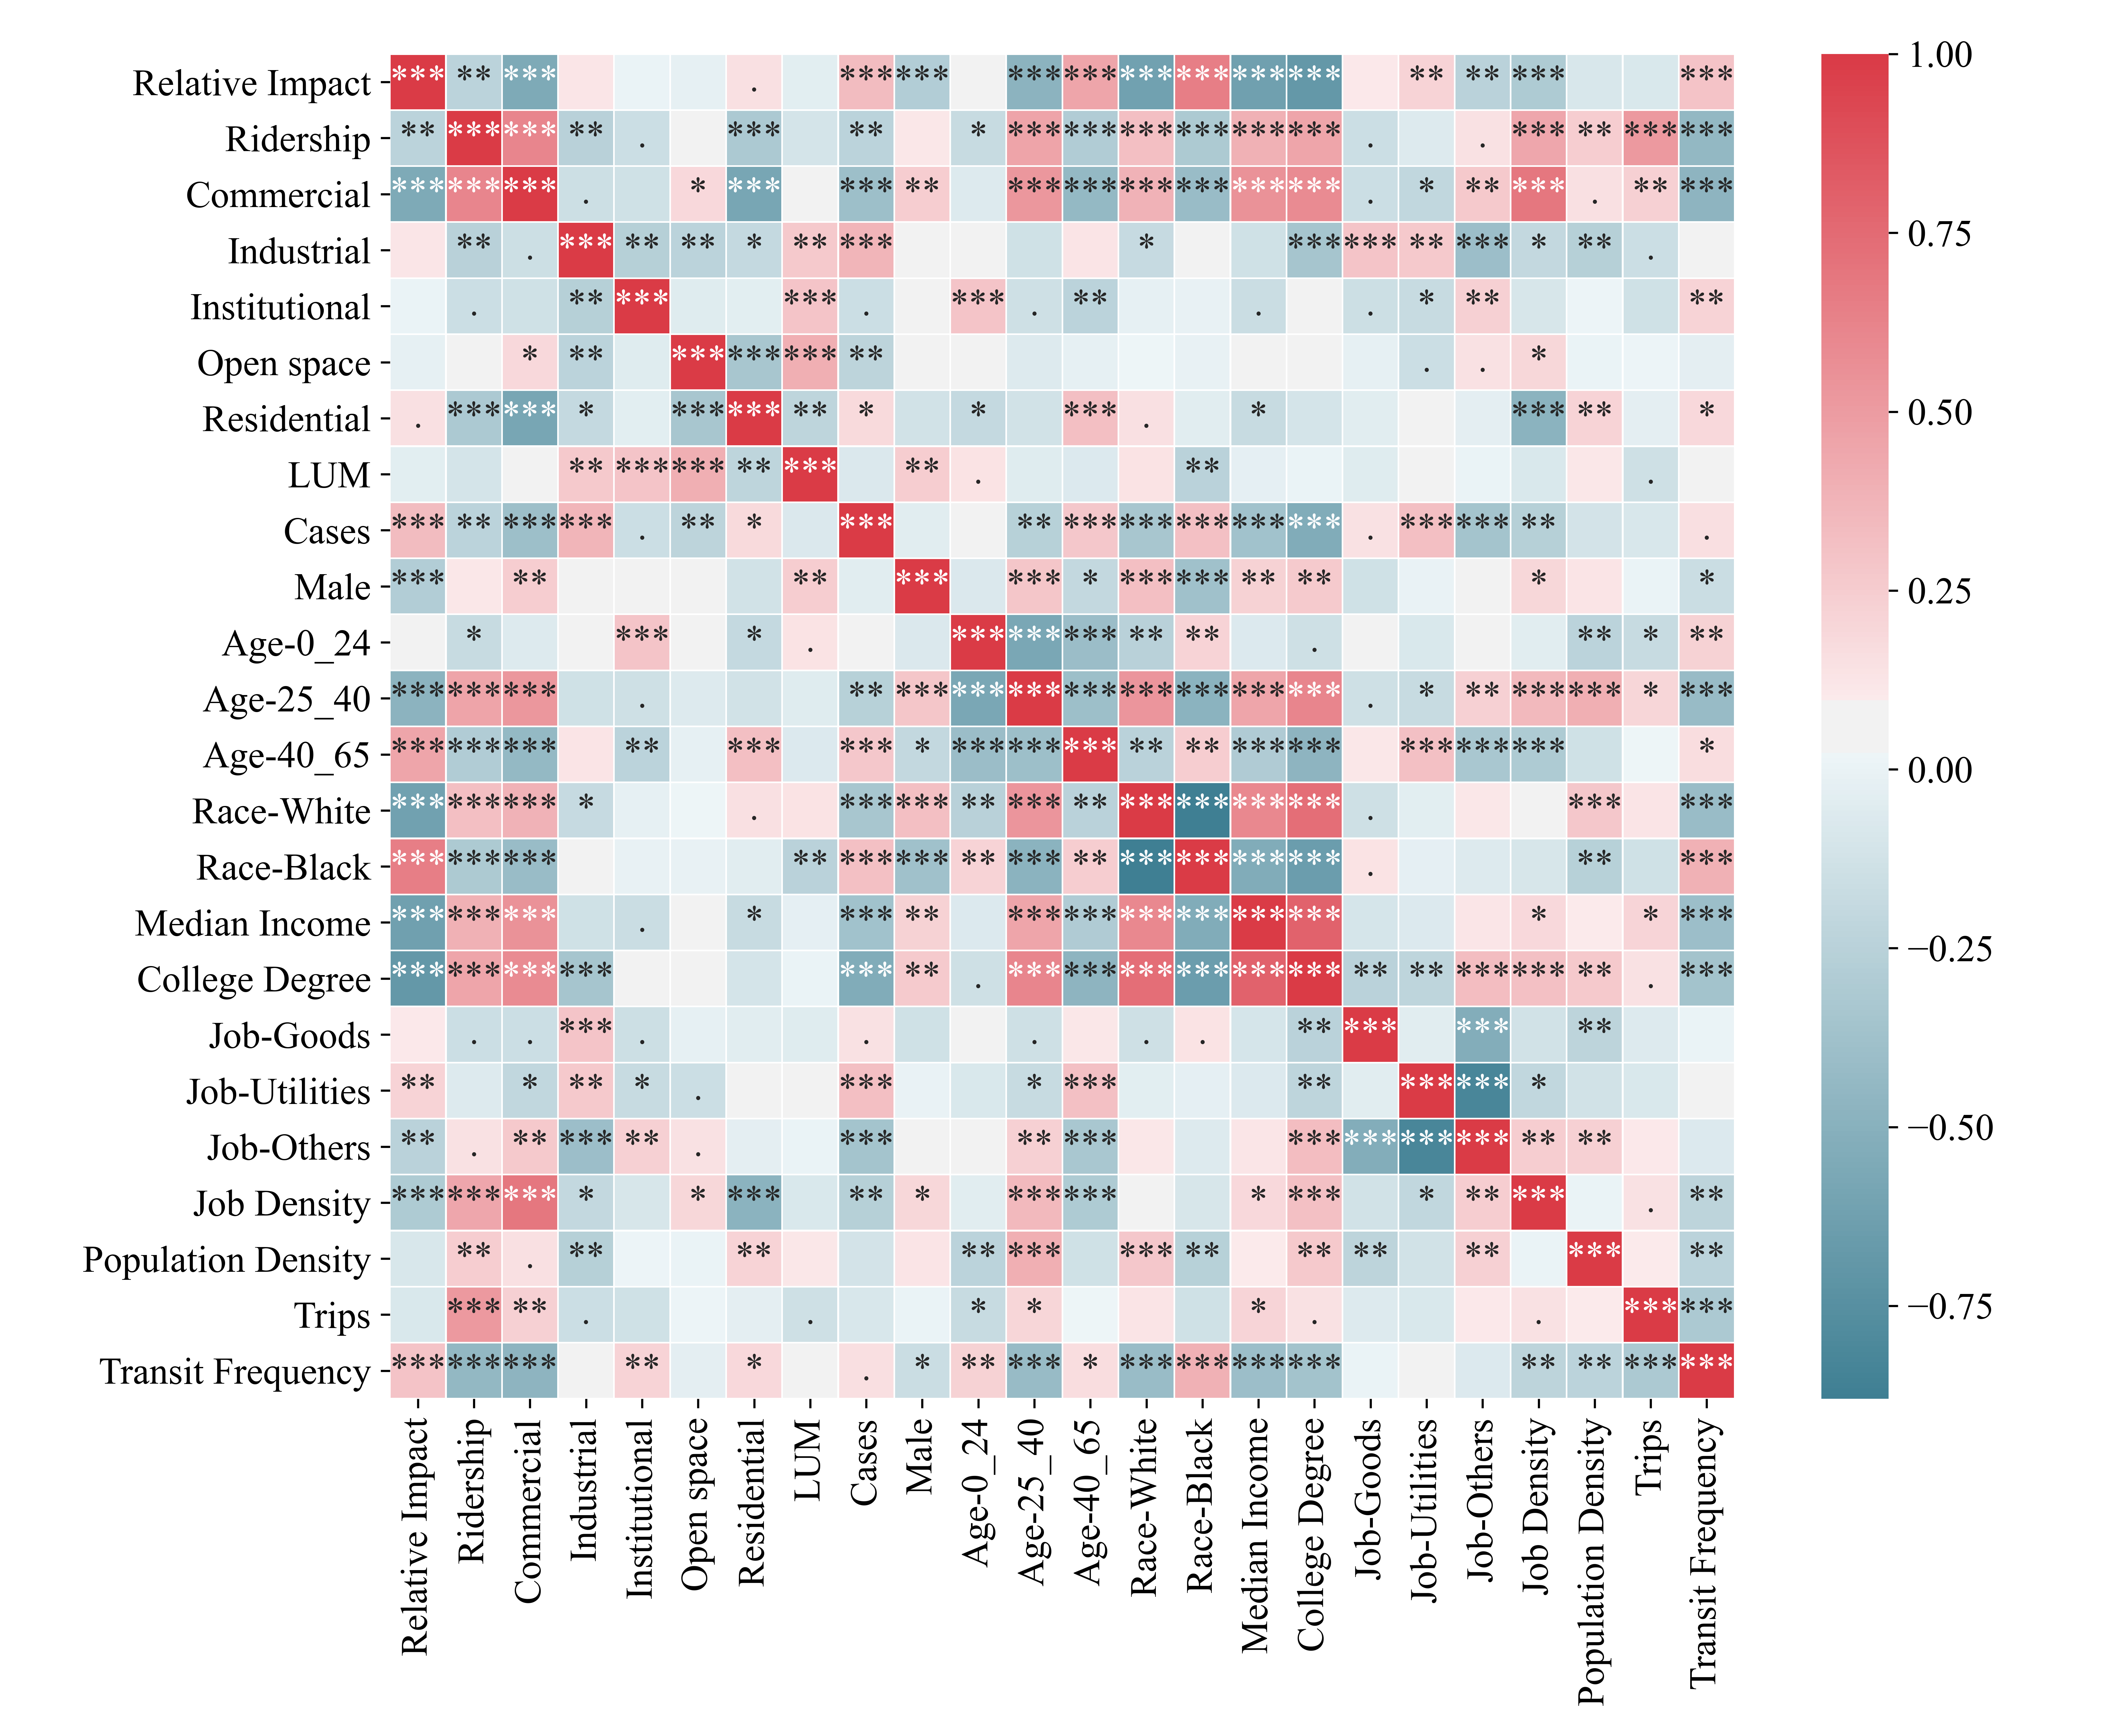 Relative Impact *** ** *** . *** *** *** *** *** *** *** *** ** ** *** ***
Ridership ** *** *** ** . *** ** * *** *** *** *** *** *** . . *** ** *** ***
Commercial *** *** *** . * *** *** ** *** *** *** *** *** *** . * ** *** . ** ***
Industrial ** . *** ** ** * ** *** * *** *** ** *** * ** .
Institutional . ** *** *** . *** . ** . . * ** **
Open space * ** *** *** *** ** . . *
Residential . *** *** * *** *** ** * * *** . * *** ** *
LUM ** *** *** ** *** ** . ** .
Cases *** ** *** *** . ** * *** ** *** *** *** *** *** . *** *** ** .
Male *** ** ** *** *** * *** *** ** ** * *
Age-0_24 * *** * . *** *** *** ** ** . ** * **
Age-25_40 *** *** *** . ** *** *** *** *** *** *** *** *** . * ** *** *** * ***
Age-40_65 *** *** *** ** *** *** * *** *** *** ** ** *** *** *** *** *** *
Race-White *** *** *** * . *** *** ** *** ** *** *** *** *** . *** ***
Race-Black *** *** *** ** *** *** ** *** ** *** *** *** *** . ** ***
Median Income *** *** *** . * *** ** *** *** *** *** *** *** * * ***
College Degree *** *** *** *** *** ** . *** *** *** *** *** *** ** ** *** *** ** . ***
Job-Goods . . *** . . . . . ** *** *** **
Job-Utilities ** * ** * . *** * *** ** *** *** *
Job-Others ** . ** *** ** . *** ** *** *** *** *** *** ** **
Job Density *** *** *** * * *** ** * *** *** * *** * ** *** . **
Population Density ** . ** ** ** *** *** ** ** ** ** *** **
Trips *** ** . . * * * . . *** ***
Transit Frequency *** *** *** ** * . * ** *** * *** *** *** *** ** ** *** ***
Relative Impact
Ridership
Commercial
Industrial
Institutional
Open space
Residential
LUM
Cases
Male
Age-0_24
Age-25_40
Age-40_65
Race-White
Race-Black
Median Income
College Degree
Job-Goods
Job-Utilities
Job-Others
Job Density
Population Density
Trips
Transit Frequency
1.00
0.75
0.50
0.25
0.00
−0.25
−0.50
−0.75